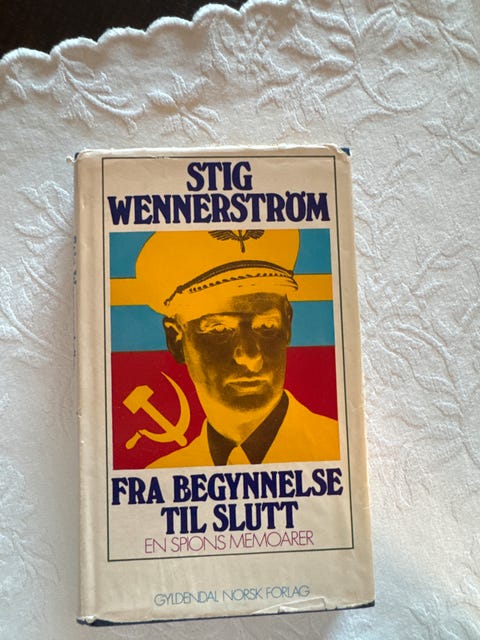 STIG
WENNERSTRÖM
FRA BEGYNNELSE
TIL SLUTT
EN SPIONS MEMOARER
GYLDENDAL NORSK FORLAG